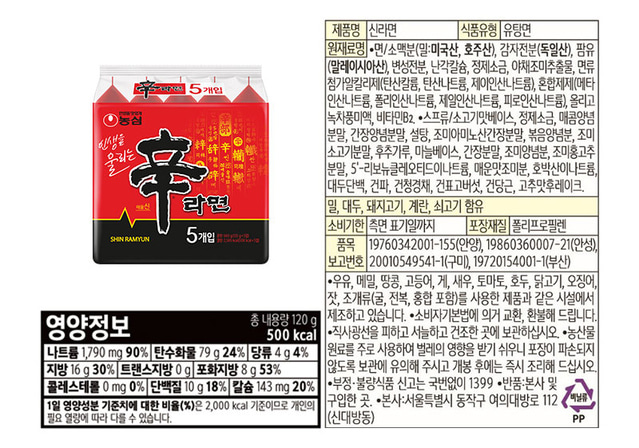 辛라면 5개입
농심
인생을
울리는
辛
라면
매울신
5개입
SHIN RAMYUN
영양정보
총 내용량 120 g
500 kcal
나트륨 1,790 mg 90% 탄수화물 79 g 24% 당류 4 g 4%
지방 16 g 30% 트랜스지방 0 g 포화지방 8 g 53%
콜레스테롤 0 mg 0% 단백질 10 g 18% 칼슘 143 mg 20%
1일 영양성분 기준치에 대한 비율(%)은 2,000 kcal 기준이므로 개인의
필요 열량에 따라 다를 수 있습니다.
제품명 신라면 식품유형 유탕면
원재료명 •면/소맥분(밀:미국산, 호주산), 감자전분(독일산), 팜유
(말레이시아산), 변성전분, 난각칼슘, 정제소금, 야채조미추출물, 면류
첨가알칼리제(탄산칼륨, 탄산나트륨, 제이인산나트륨), 혼합제제(메타
인산나트륨, 폴리인산나트륨, 제일인산나트륨, 피로인산나트륨), 올리고
녹차풍미액, 비타민B₂. •스프류/소고기맛베이스, 정제소금, 매콤양념
분말, 간장양념분말, 설탕, 조미아미노산간장분말, 볶음양념분말, 조미
소고기분말, 후추가루, 미늘베이스, 간장분말, 조미양념분, 조미홍고추
분말, 5'-리보뉴클레오티드이나트륨, 매운맛조미분, 호박산이나트륨,
대두단백, 건파, 건청경채, 건표고버섯, 건당근, 고추맛후레이크.
밀, 대두, 돼지고기, 계란, 쇠고기 함유
소비기한 측면 표기일까지 포장재질 폴리프로필렌
품목 19760342001-155(안양), 19860360007-21(안성),
보고번호 20010549541-1(구미), 19720154001-1(부산)
•우유, 메밀, 땅콩, 고등어, 게, 새우, 토마토, 호두, 닭고기, 오징어,
잣, 조개류(굴, 전복, 홍합 포함)를 사용한 제품과 같은 시설에서
제조하고 있습니다. •소비자기본법에 의거 교환, 환불해 드립니다.
•직사광선을 피하고 서늘하고 건조한 곳에 보관하십시오. •농산물
원료를 주로 사용하여 벌레의 영향을 받기 쉬우니 포장이 파손되지
않도록 보관에 유의해 주시고 개봉 후에는 즉시 조리해 드십시오.
•부정·불량식품 신고는 국번없이 1399 •반품:본사 및
구입한 곳. •본사:서울특별시 동작구 여의대방로 112
(신대방동)
비닐류
PP